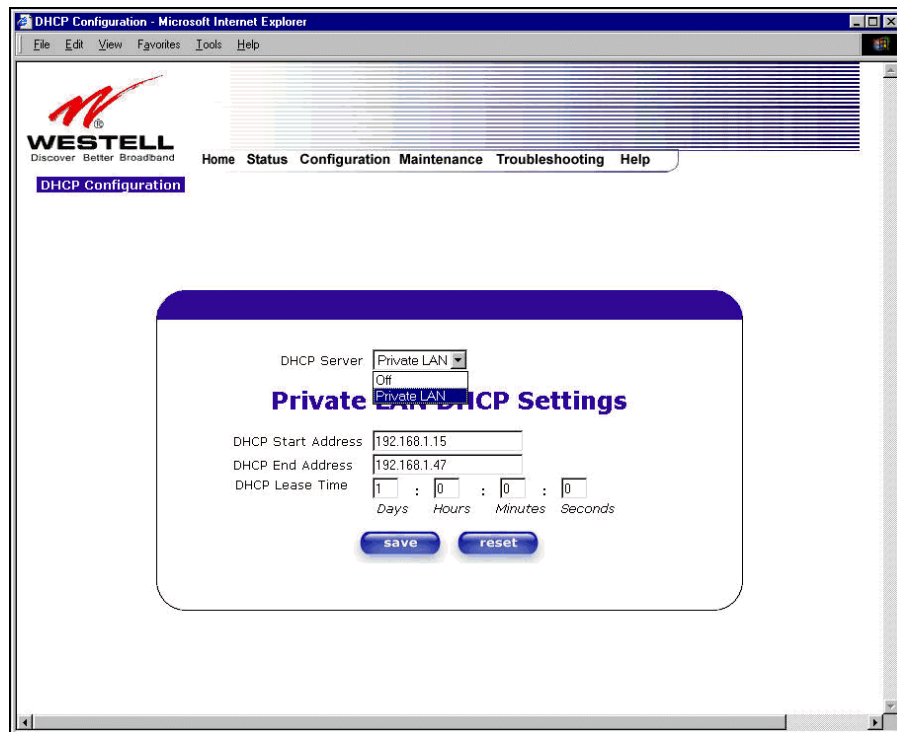 DHCP Configuration - Microsoft Internet Explorer
File Edit View Favorites Tools Help
WESTELL ®
Discover Better Broadband
Home Status Configuration Maintenance Troubleshooting Help
DHCP Configuration
DHCP Server Private LAN
Off
Private LAN
Private LAN DHCP Settings
DHCP Start Address 192.168.1.15
DHCP End Address 192.168.1.47
DHCP Lease Time 1 : 0 : 0 : 0
Days Hours Minutes Seconds
save reset